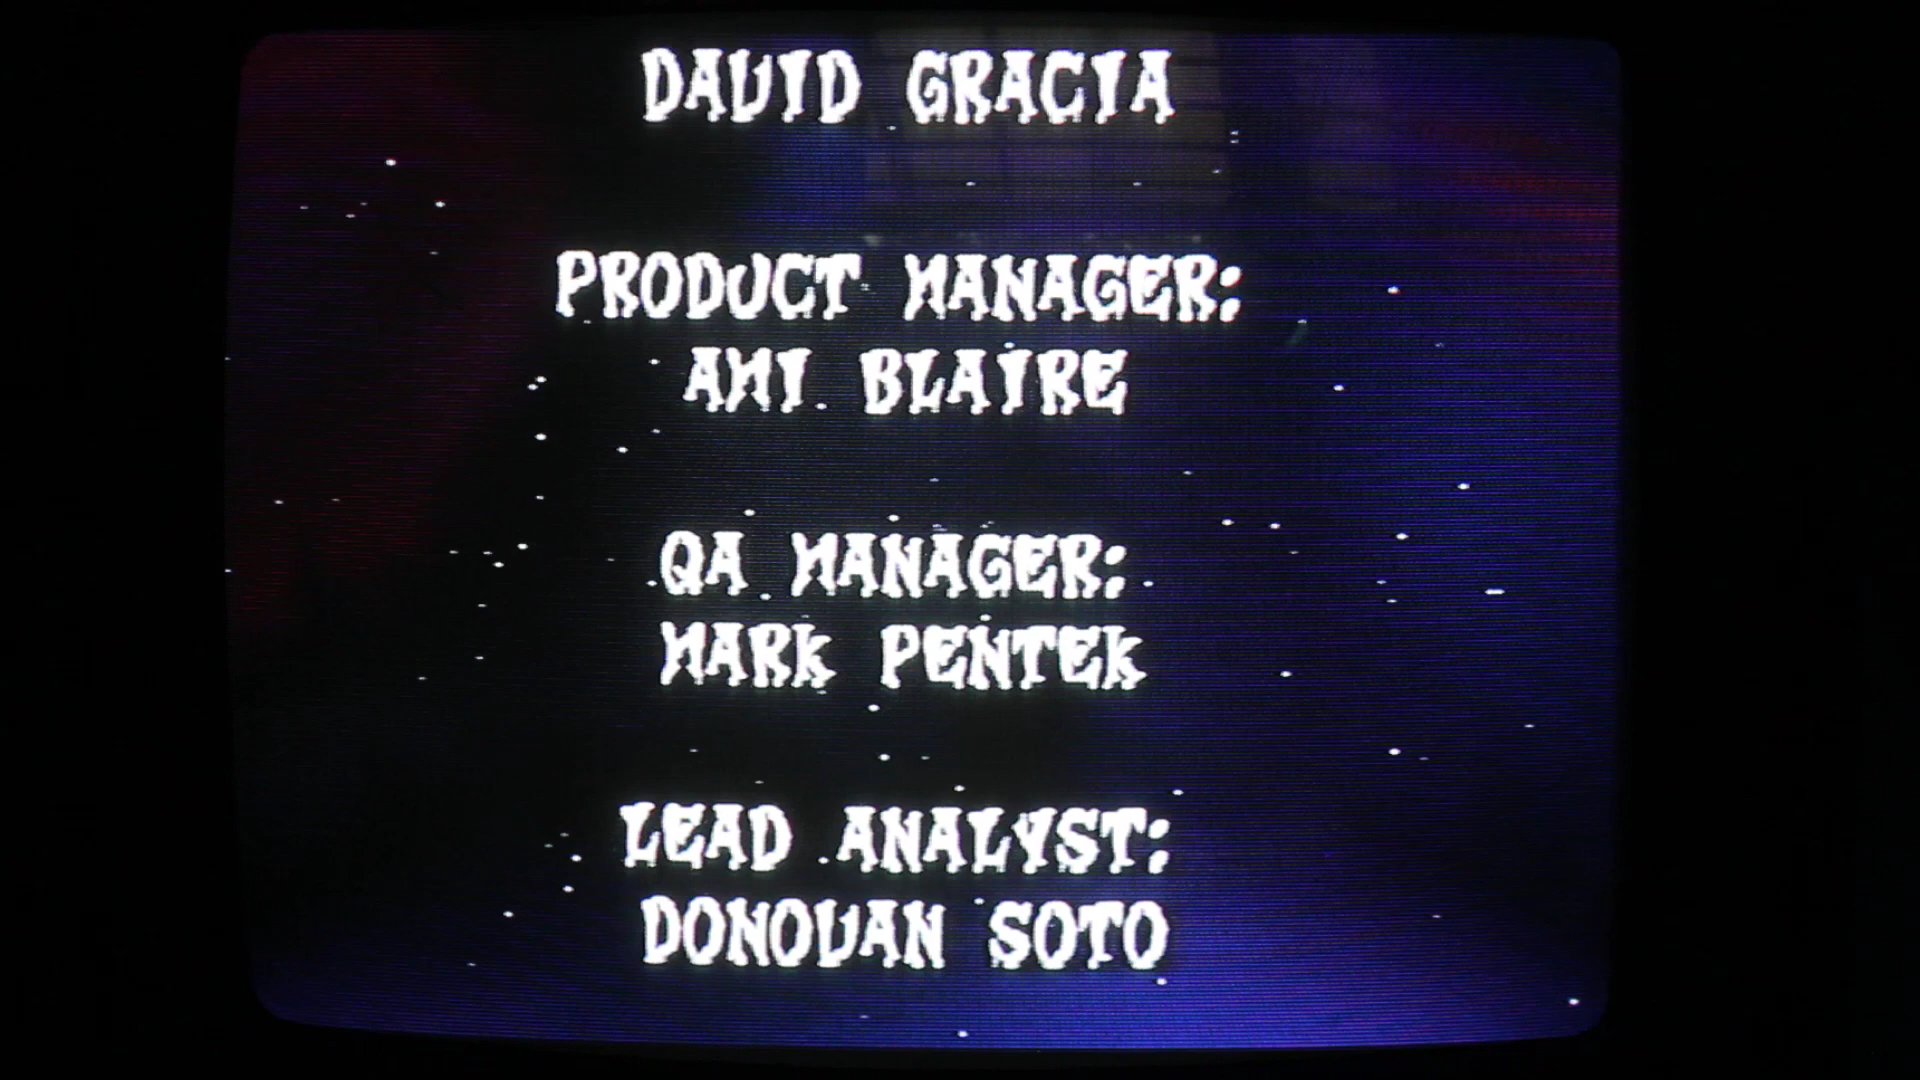 DAVID GRACIA
PRODUCT MANAGER:
AMI BLAIRE
QA MANAGER:
MARK PENTEK
LEAD ANALYST:
DONOVAN SOTO